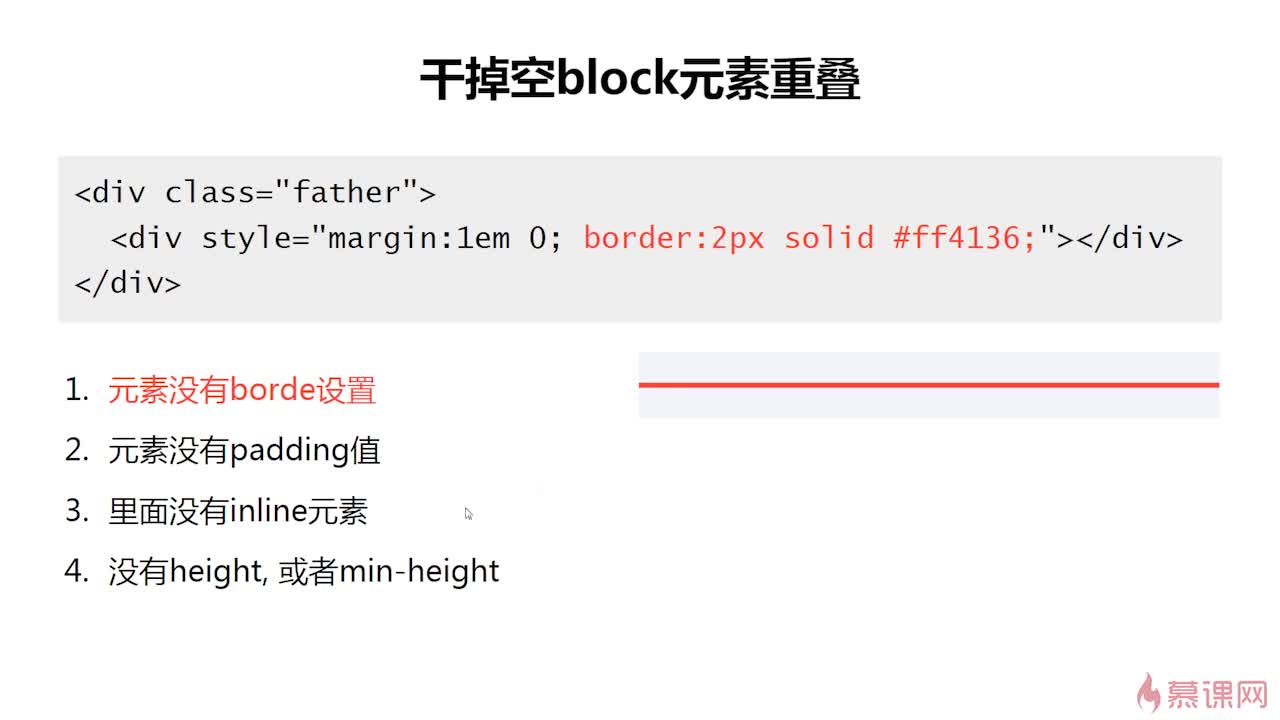 干掉空block元素重叠
<div class="father">
  <div style="margin:1em 0; border:2px solid #ff4136;"></div>
</div>
1. 元素没有borde设置
2. 元素没有padding值
3. 里面没有inline元素
4. 没有height, 或者min-height
慕课网